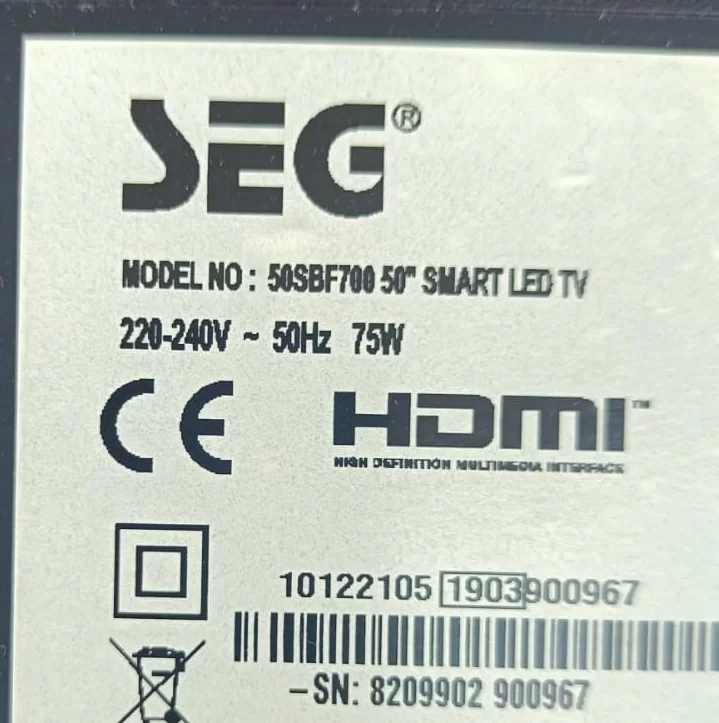 SEG®
MODEL NO : 50SBF700 50" SMART LED TV
220-240V ~ 50Hz 75W
CE
HDMI™
HIGH DEFINITION MULTIMEDIA INTERFACE
10122105 1903900967
-SN: 8209902 900967